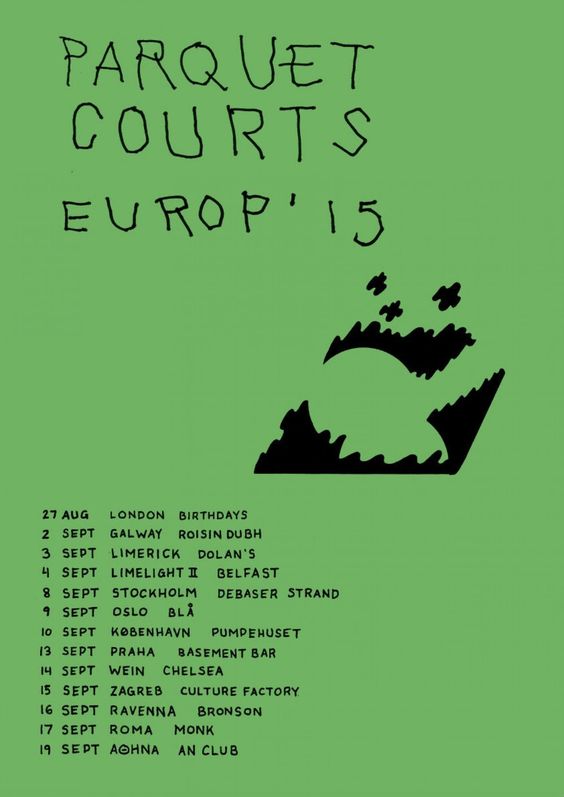 PARQUET
COURTS
EUROP'15
27 AUG LONDON BIRTHDAYS
2 SEPT GALWAY ROISIN DUBH
3 SEPT LIMERICK DOLAN'S
4 SEPT LIMELIGHT II BELFAST
8 SEPT STOCKHOLM DEBASER STRAND
9 SEPT OSLO BLÅ
10 SEPT KØBENHAVN PUMPEHUSET
13 SEPT PRAHA BASEMENT BAR
14 SEPT WEIN CHELSEA
15 SEPT ZAGREB CULTURE FACTORY
16 SEPT RAVENNA BRONSON
17 SEPT ROMA MONK
19 SEPT AΘHNA AN CLUB